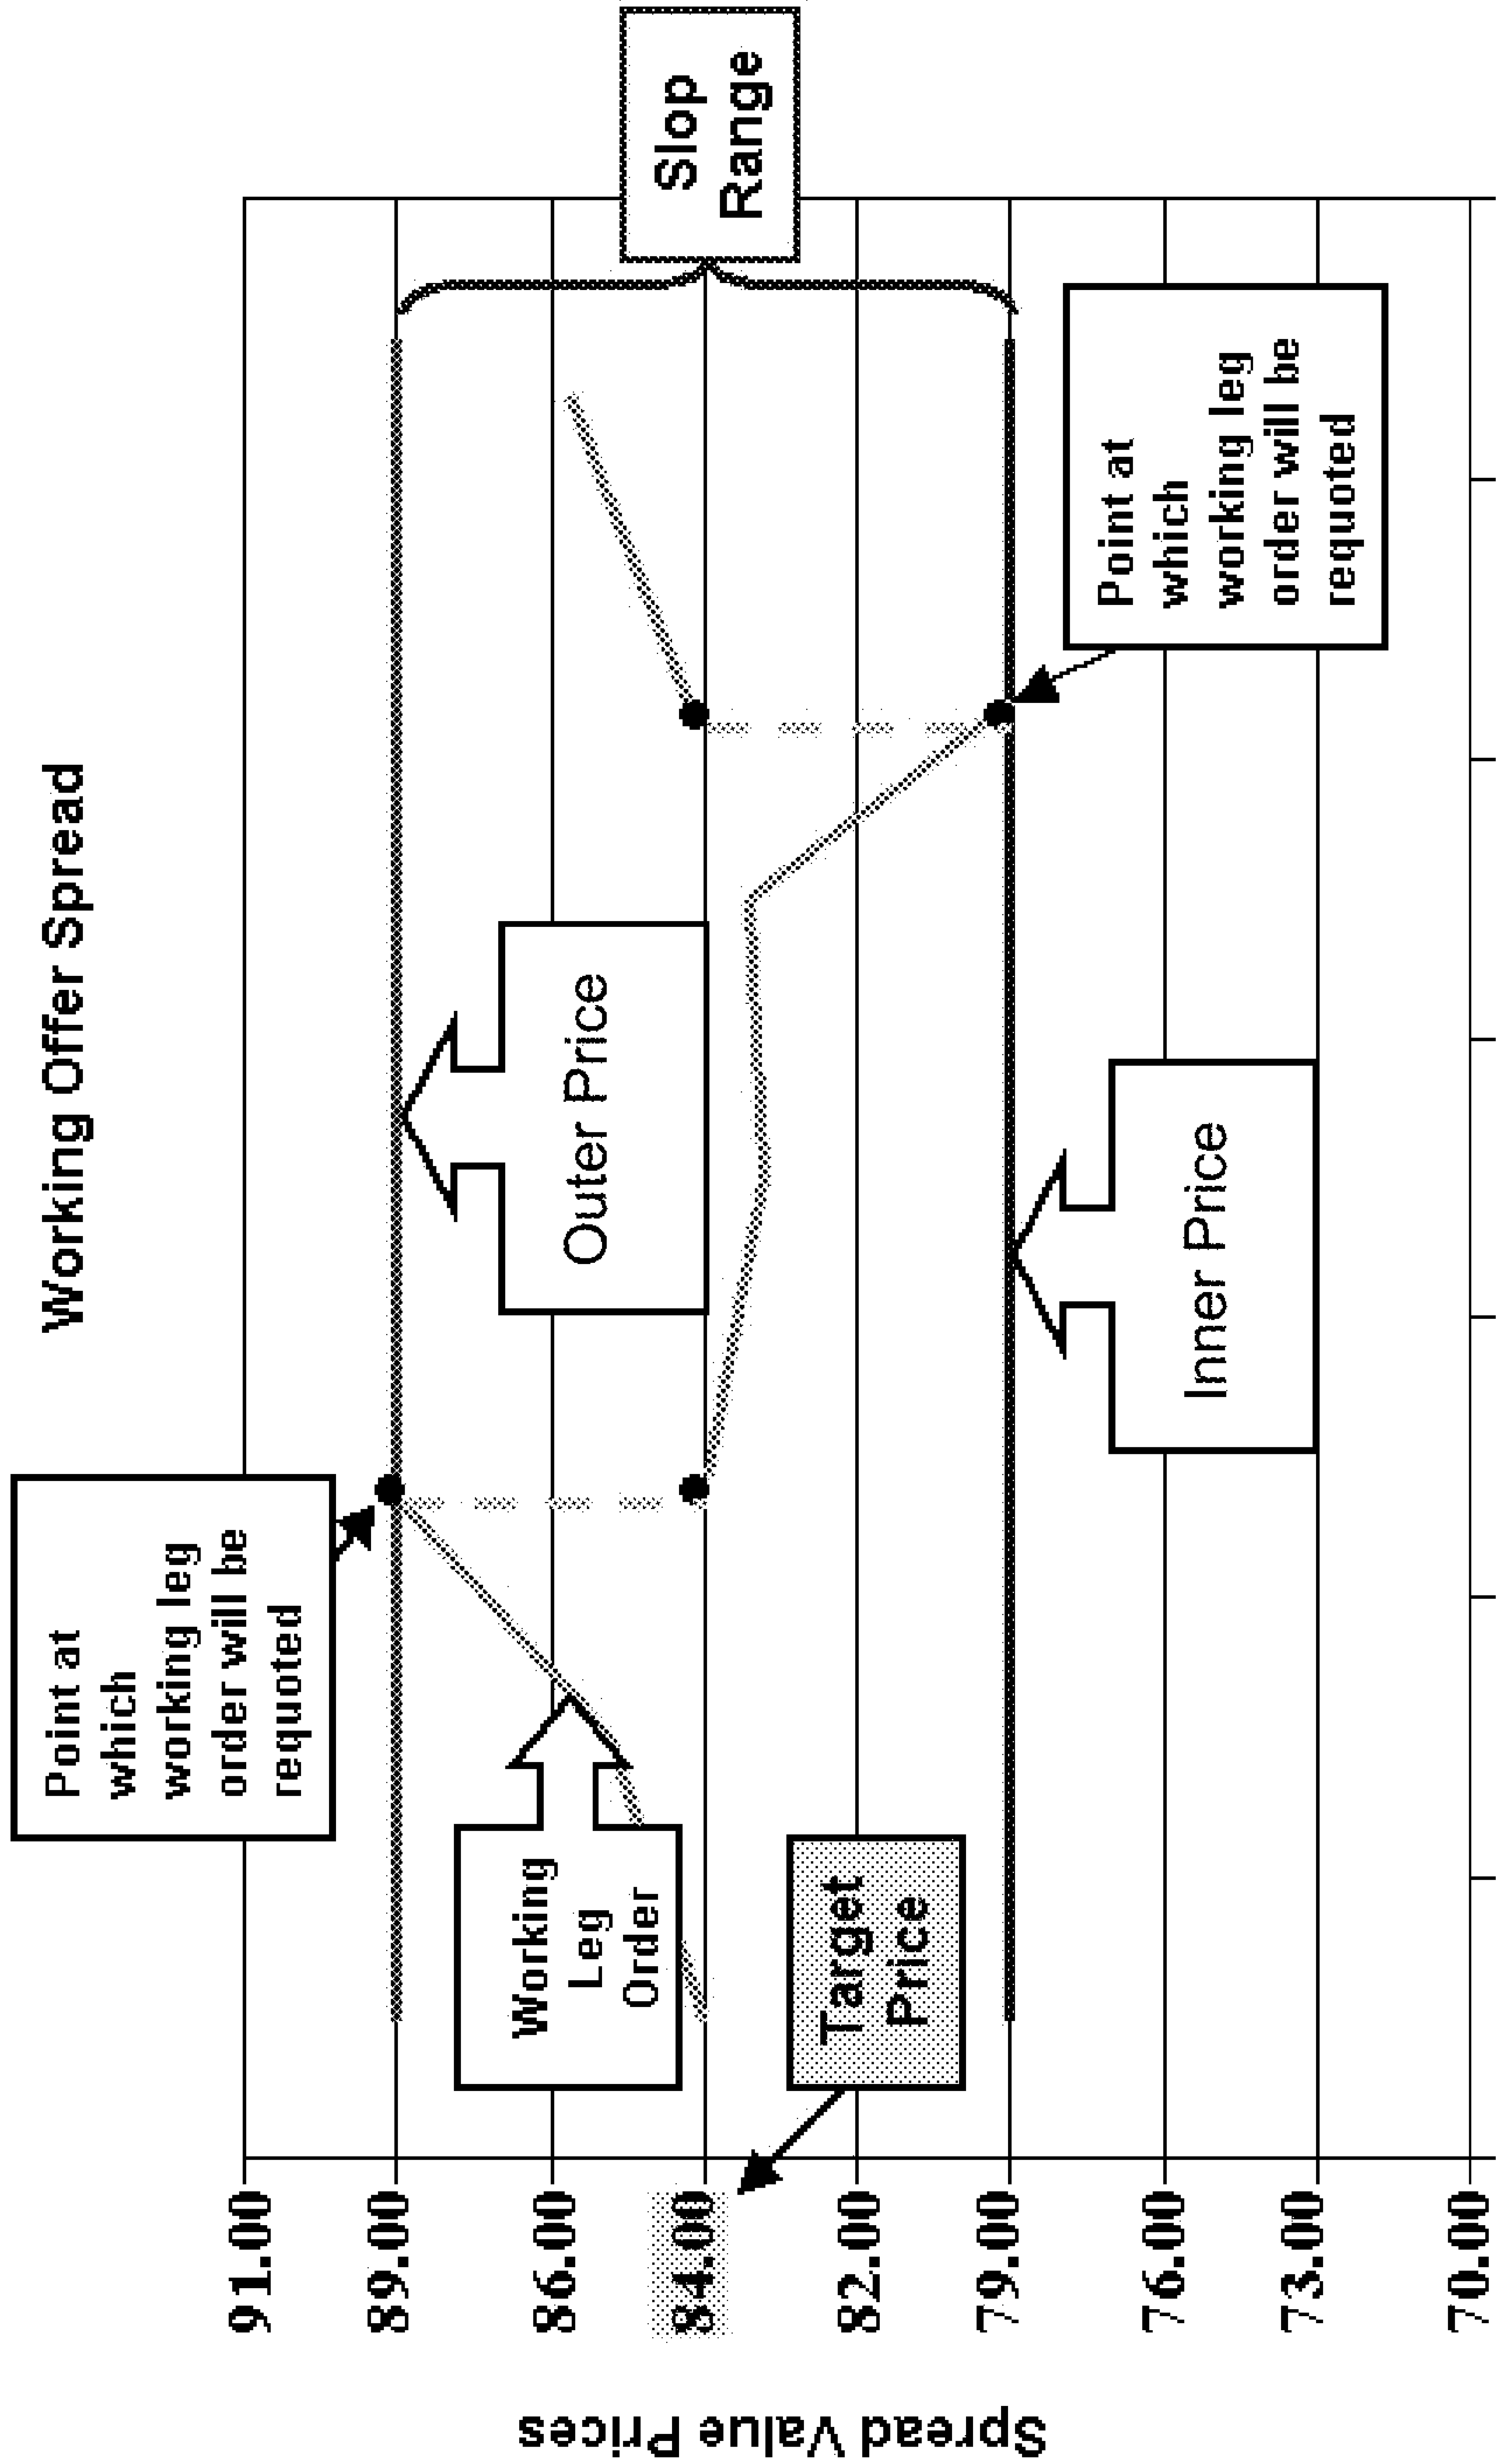 Working Offer Spread
Point at
which
working leg
order will be
requoted
Working
Leg
Order
Outer Price
Slop
Range
Target
Price
Inner Price
Point at
which
working leg
order will be
requoted
Spread Value Prices
91.00
89.00
86.00
84.00
82.00
79.00
76.00
73.00
70.00